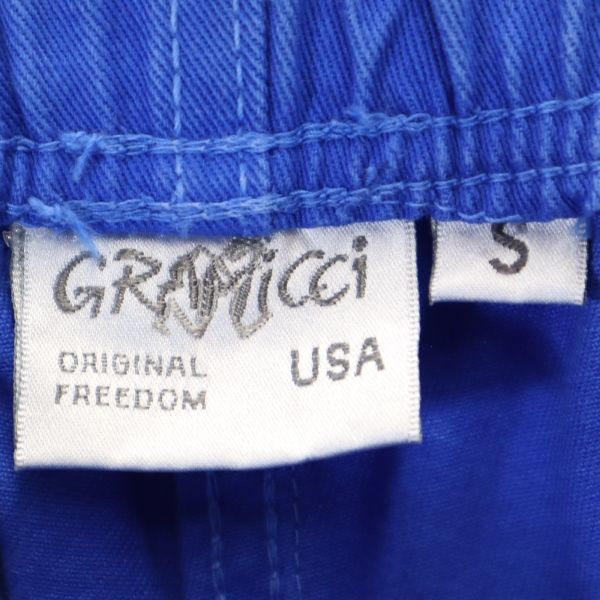 GRAMiCCi
S
ORIGINAL
FREEDOM
USA